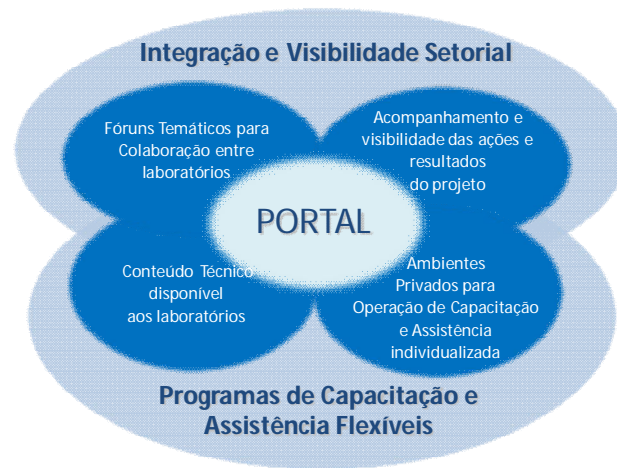 Integração e Visibilidade Setorial
Fóruns Temáticos para
Colaboração entre
laboratórios
Acompanhamento e
visibilidade das ações e
resultados
do projeto
PORTAL
Conteúdo Técnico
disponível
aos laboratórios
Ambientes
Privados para
Operação de Capacitação
e Assistência
individualizada
Programas de Capacitação e
Assistência Flexíveis